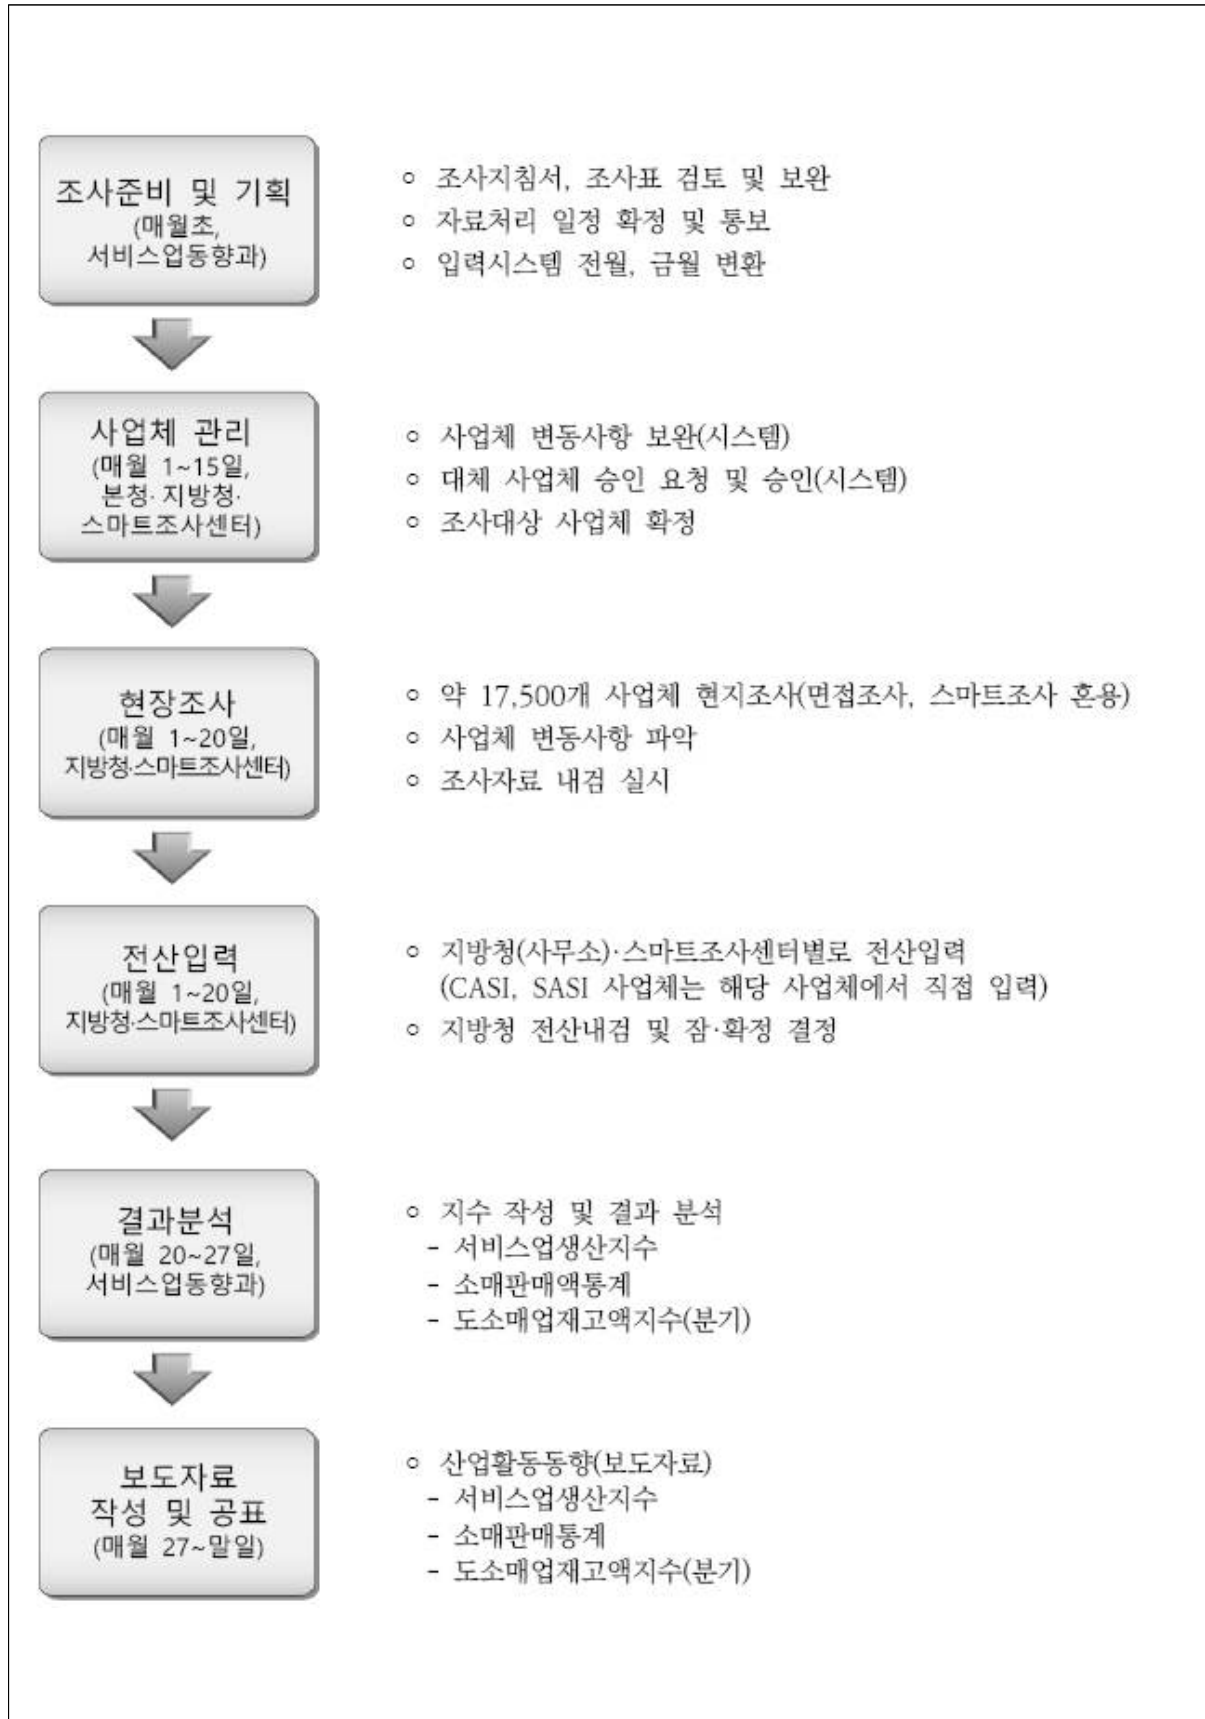 조사준비 및 기획
(매월초,
서비스업동향과)
○ 조사지침서, 조사표 검토 및 보완
○ 자료처리 일정 확정 및 통보
○ 입력시스템 전월, 금월 변환
사업체 관리
(매월 1~15일,
본청·지방청·
스마트조사센터)
○ 사업체 변동사항 보완(시스템)
○ 대체 사업체 승인 요청 및 승인(시스템)
○ 조사대상 사업체 확정
현장조사
(매월 1~20일,
지방청·스마트조사센터)
○ 약 17,500개 사업체 현지조사(면접조사, 스마트조사 혼용)
○ 사업체 변동사항 파악
○ 조사자료 내검 실시
전산입력
(매월 1~20일,
지방청·스마트조사센터)
○ 지방청(사무소)·스마트조사센터별로 전산입력
(CASI, SASI 사업체는 해당 사업체에서 직접 입력)
○ 지방청 전산내검 및 잠·확정 결정
결과분석
(매월 20~27일,
서비스업동향과)
○ 지수 작성 및 결과 분석
- 서비스업생산지수
- 소매판매액통계
- 도소매업재고액지수(분기)
보도자료
작성 및 공표
(매월 27~말일)
○ 산업활동동향(보도자료)
- 서비스업생산지수
- 소매판매통계
- 도소매업재고액지수(분기)